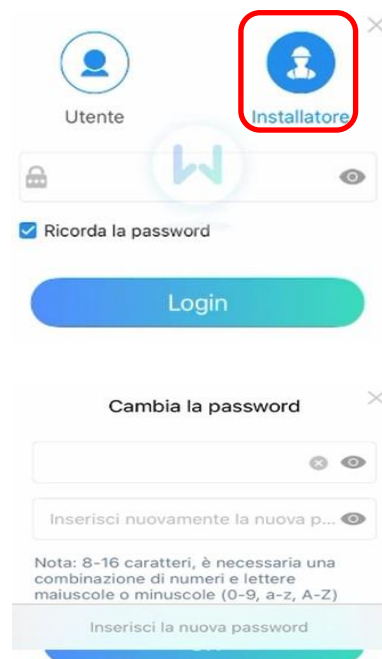 Utente
Installatore
Ricorda la password
Login
Cambia la password
Inserisci nuovamente la nuova p...
Nota: 8-16 caratteri, è necessaria una
combinazione di numeri e lettere
maiuscole o minuscole (0-9, a-z, A-Z)
Inserisci la nuova password